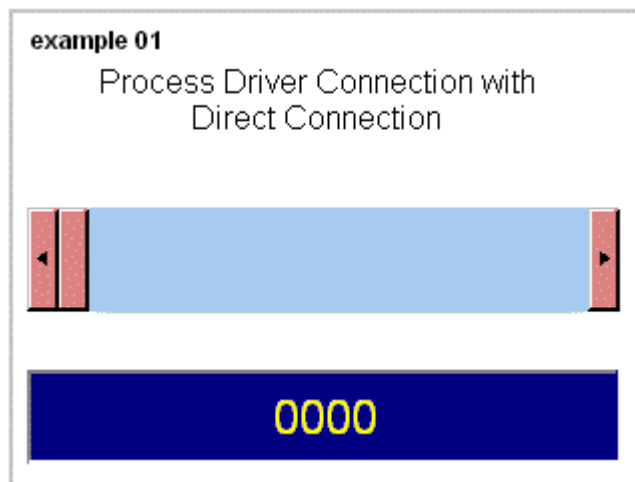 example 01
Process Driver Connection with
Direct Connection
0000